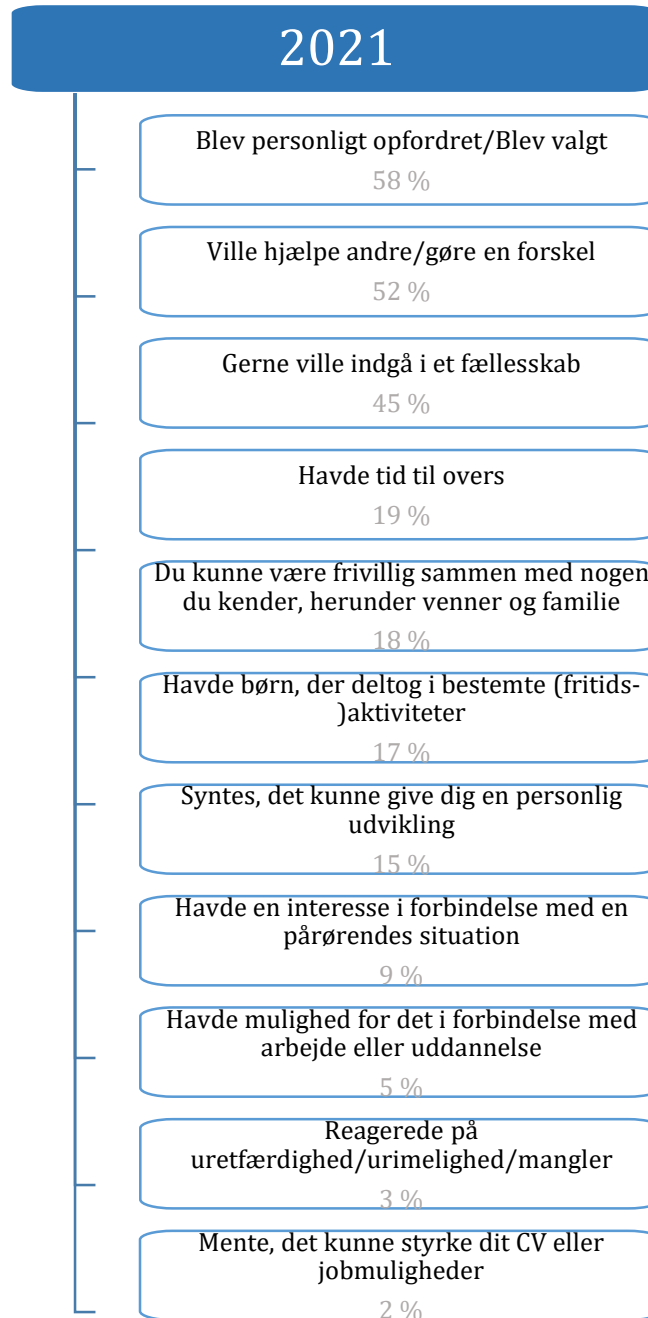 2021
Blev personligt opfordret/Blev valgt
58 %
Ville hjælpe andre/gøre en forskel
52 %
Gerne ville indgå i et fællesskab
45 %
Havde tid til overs
19 %
Du kunne være frivillig sammen med nogen
du kender, herunder venner og familie
18 %
Havde børn, der deltog i bestemte (fritids-
)aktiviteter
17 %
Syntes, det kunne give dig en personlig
udvikling
15 %
Havde en interesse i forbindelse med en
pårørendes situation
9 %
Havde mulighed for det i forbindelse med
arbejde eller uddannelse
5 %
Reagerede på
uretfærdighed/urimelighed/mangler
3 %
Mente, det kunne styrke dit CV eller
jobmuligheder
2 %